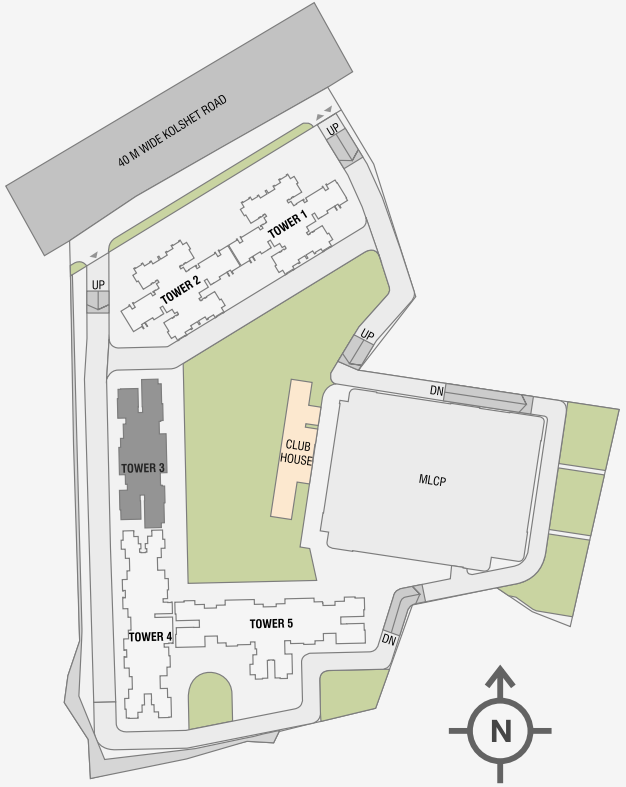 40 M WIDE KOLSHET ROAD
UP
TOWER 1
TOWER 2
UP
UP
DN
TOWER 3
CLUB
HOUSE
MLCP
TOWER 4
TOWER 5
DN
N